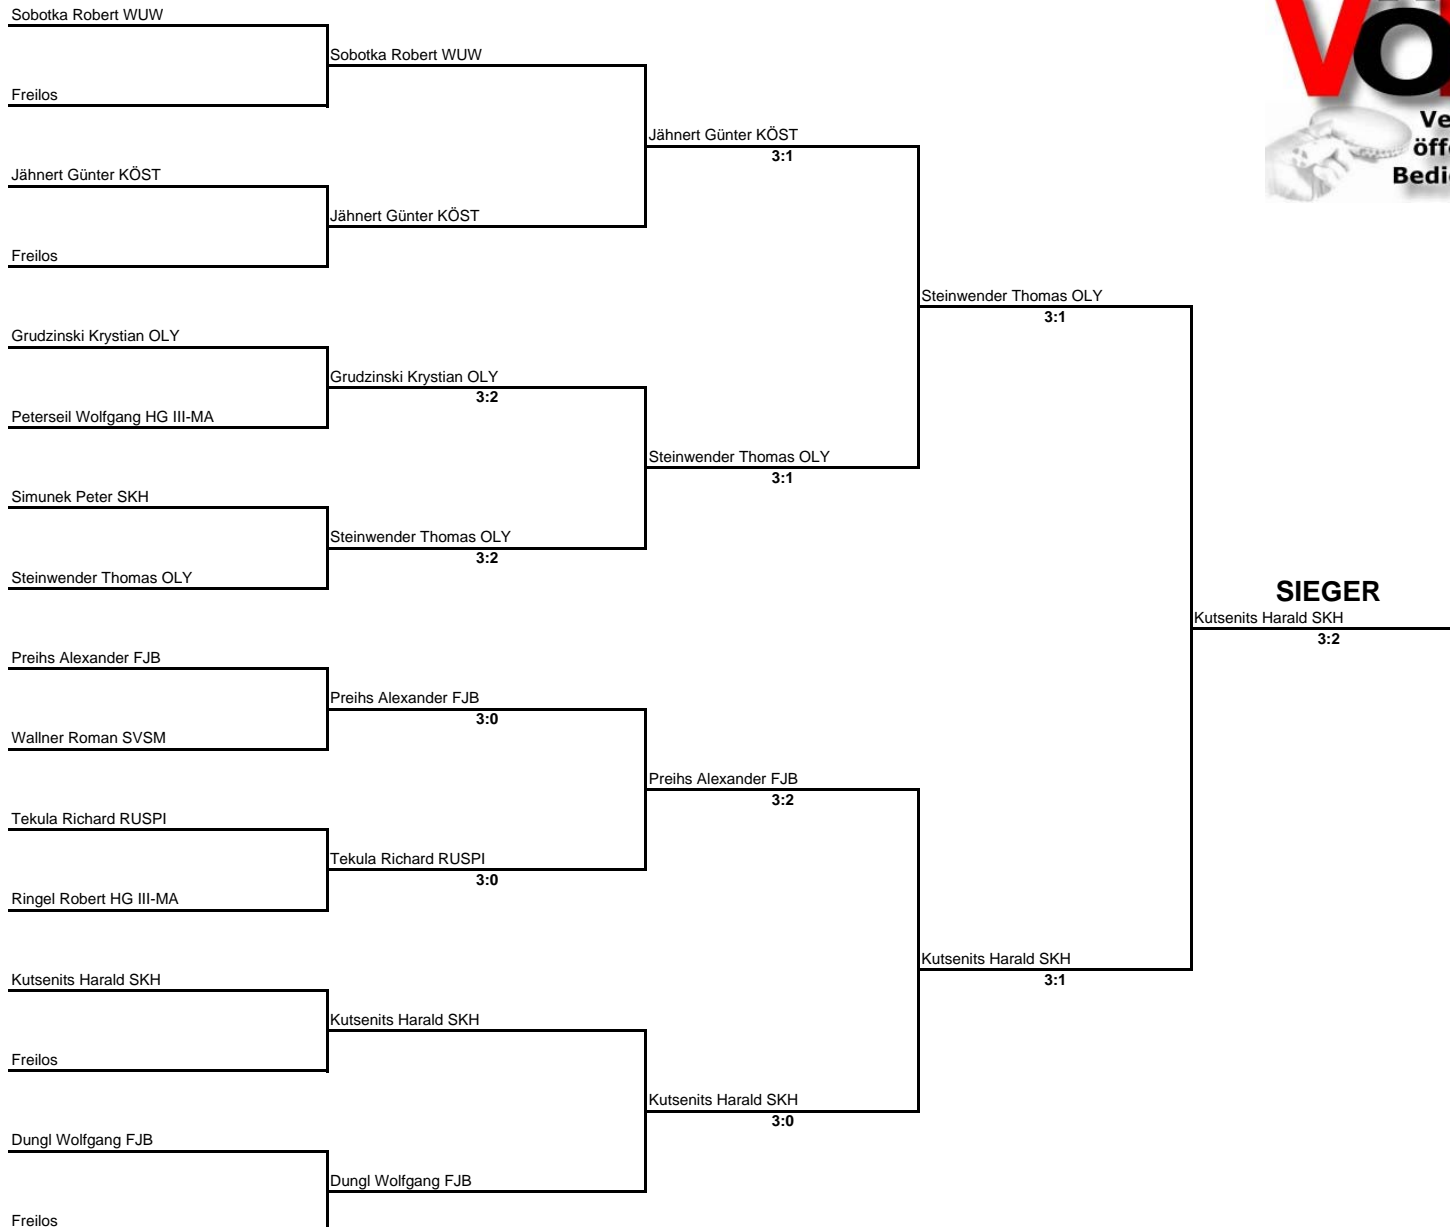 Sobotka Robert WUW
Freilos
Jähnert Günter KÖST
Freilos
Grudzinski Krystian OLY
Peterseil Wolfgang HG III-MA
Simunek Peter SKH
Steinwender Thomas OLY
Preihs Alexander FJB
Wallner Roman SVSM
Tekula Richard RUSPI
Ringel Robert HG III-MA
Kutsenits Harald SKH
Freilos
Dungl Wolfgang FJB
Freilos
Sobotka Robert WUW
Jähnert Günter KÖST
Grudzinski Krystian OLY
3:2
Steinwender Thomas OLY
3:2
Preihs Alexander FJB
3:0
Tekula Richard RUSPI
3:0
Kutsenits Harald SKH
Dungl Wolfgang FJB
Jähnert Günter KÖST
3:1
Steinwender Thomas OLY
3:1
Preihs Alexander FJB
3:2
Kutsenits Harald SKH
3:0
Steinwender Thomas OLY
3:1
Kutsenits Harald SKH
3:1
SIEGER
Kutsenits Harald SKH
3:2
VÖ
Ve
öffe
Bedie